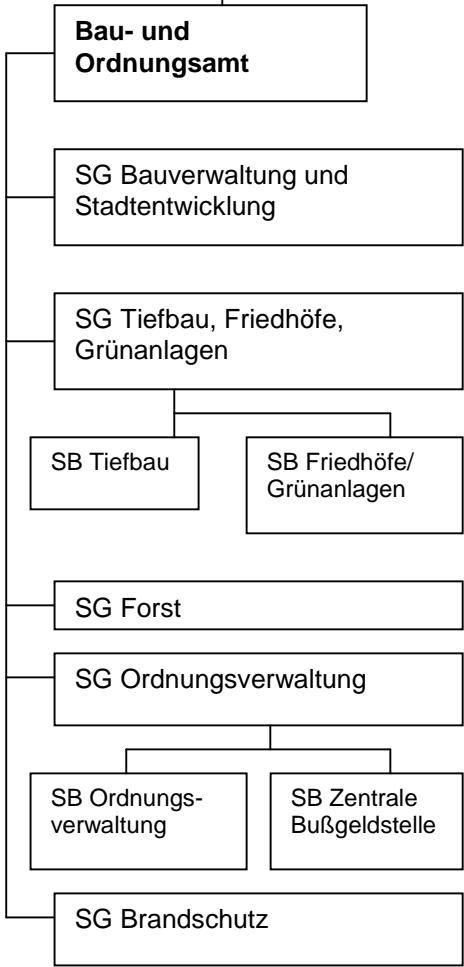 Bau- und
Ordnungsamt
SG Bauverwaltung und
Stadtentwicklung
SG Tiefbau, Friedhöfe,
Grünanlagen
SB Tiefbau
SB Friedhöfe/
Grünanlagen
SG Forst
SG Ordnungsverwaltung
SB Ordnungs-
verwaltung
SB Zentrale
Bußgeldstelle
SG Brandschutz